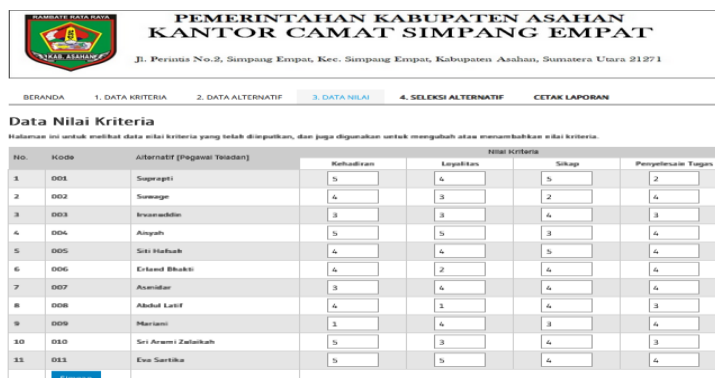 RAMBATE RATA RAYA
KAB. ASAHAN
PEMERINTAHAN KABUPATEN ASAHAN
KANTOR CAMAT SIMPANG EMPAT
Jl. Perintis No.2, Simpang Empat, Kec. Simpang Empat, Kabupaten Asahan, Sumatera Utara 21271
BERANDA 1. DATA KRITERIA 2. DATA ALTERNATIF 3. DATA NILAI 4. SELEKSI ALTERNATIF CETAK LAPORAN
Data Nilai Kriteria
Halaman ini untuk melihat data nilai kriteria yang telah diinputkan, dan juga digunakan untuk mengubah atau menambahkan nilai kriteria.
No. Kode Alternatif [Pegawai Teladan] Nilai Kriteria
Kehadiran Loyalitas Sikap Penyelesain Tugas
1 001 Suprapti 5 4 5 2
2 002 Suwage 4 3 2 4
3 003 3 3 4 3
4 004 Aisyah 5 5 3 4
5 005 Siti Hafsah 4 4 5 4
6 006 Erland Bhakti 4 2 4 4
7 007 Asmidar 3 4 4 4
8 008 Abdul Latif 4 1 4 3
9 009 Mariani 1 4 3 4
10 010 Sri Arami Zulaikah 5 3 4 3
11 011 Eva Sartika 5 5 4 4
Simpan